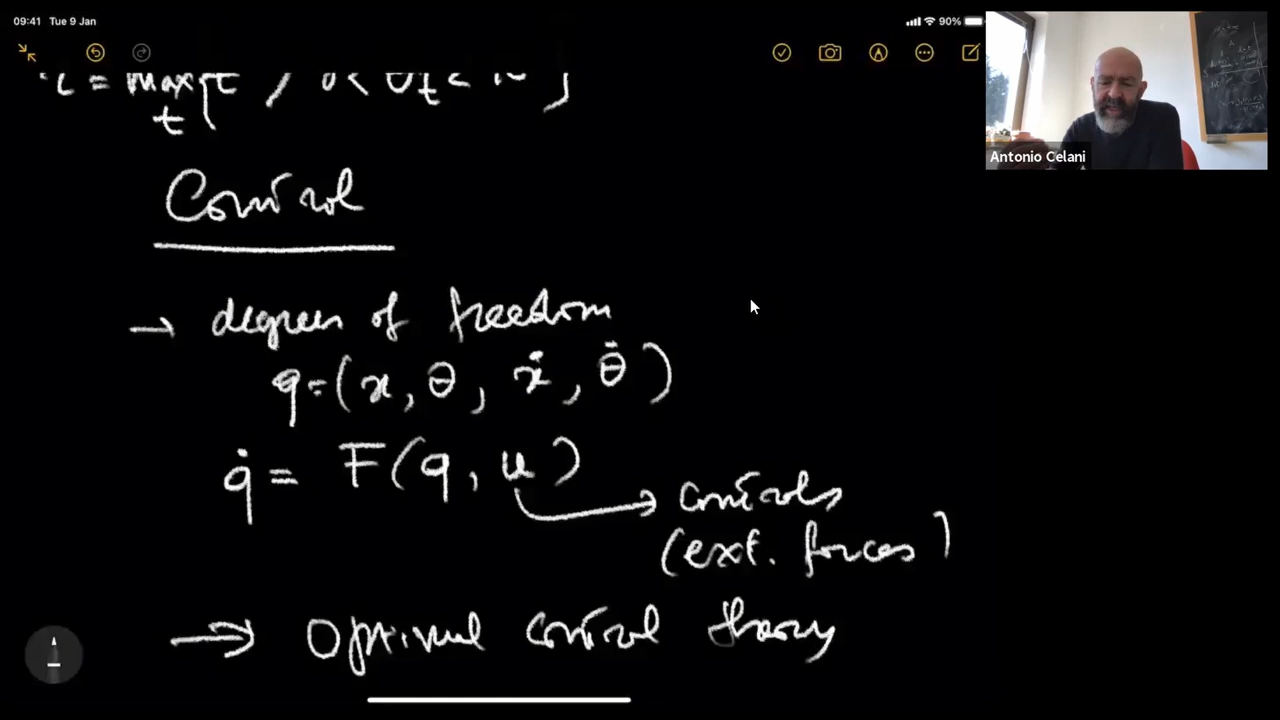 09:41 Tue 9 Jan
90%
Antonio Celani
Control
→ degrees of freedom
q = (x, θ, ẋ, θ̇)
q̇ = F(q, u)
controls
(ext. forces)
→ Optimal control theory